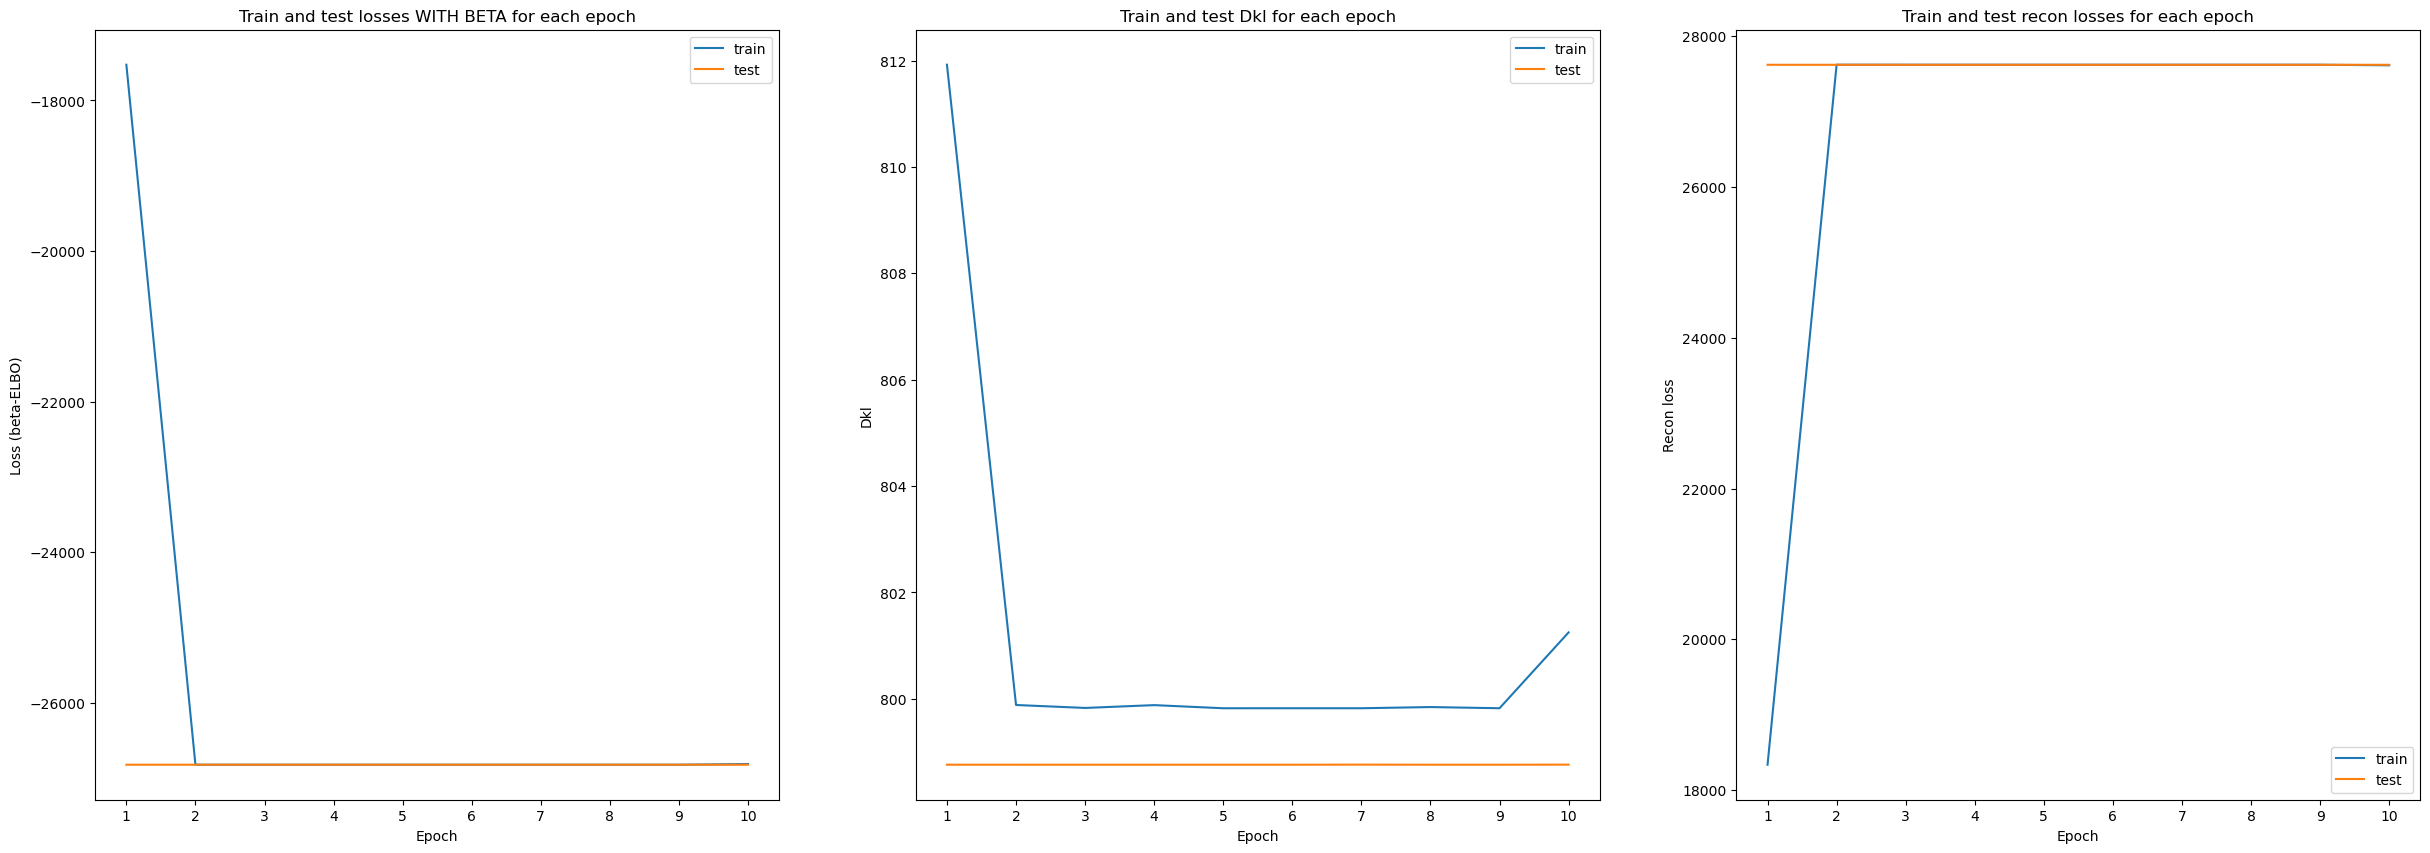 Train and test losses WITH BETA for each epoch
Loss (beta-ELBO)
−18000
−20000
−22000
−24000
−26000
1 2 3 4 5 6 7 8 9 10
Epoch
train
test
Train and test Dkl for each epoch
Dkl
812
810
808
806
804
802
800
1 2 3 4 5 6 7 8 9 10
Epoch
train
test
Train and test recon losses for each epoch
Recon loss
28000
26000
24000
22000
20000
18000
1 2 3 4 5 6 7 8 9 10
Epoch
train
test